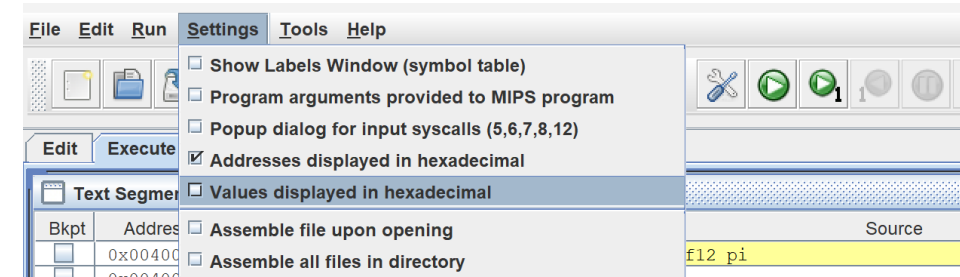 File Edit Run Settings Tools Help
Show Labels Window (symbol table)
Program arguments provided to MIPS program
1 1
Popup dialog for input syscalls (5,6,7,8,12)
Edit Execute
Addresses displayed in hexadecimal
Text Segmen
Values displayed in hexadecimal
Bkpt Addres
Source
Assemble file upon opening
0x00400
f12 pi
Assemble all files in directory